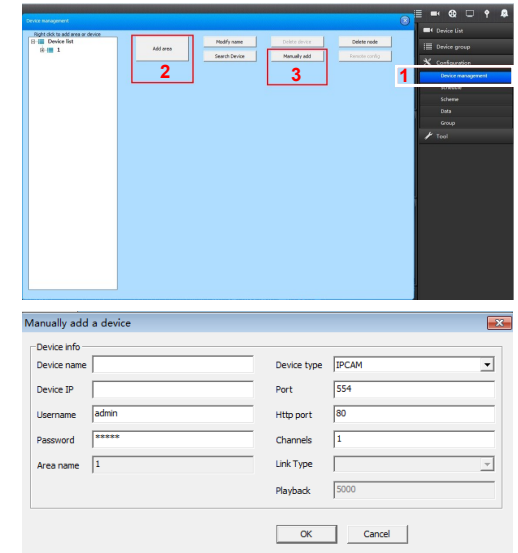 Device management
Right click to add area or device
Device list
1
Add area
2
Modify name
Delete device
Delete node
Search Device
Manually add
Remote config
3
Device List
Device group
Configuration
1
Device management
Schedule
Scheme
Data
Group
Tool
Manually add a device
Device info
Device name
Device type IPCAM
Device IP
Port 554
Username admin
Http port 80
Password *****
Channels 1
Area name 1
Link Type
Playback 5000
OK Cancel